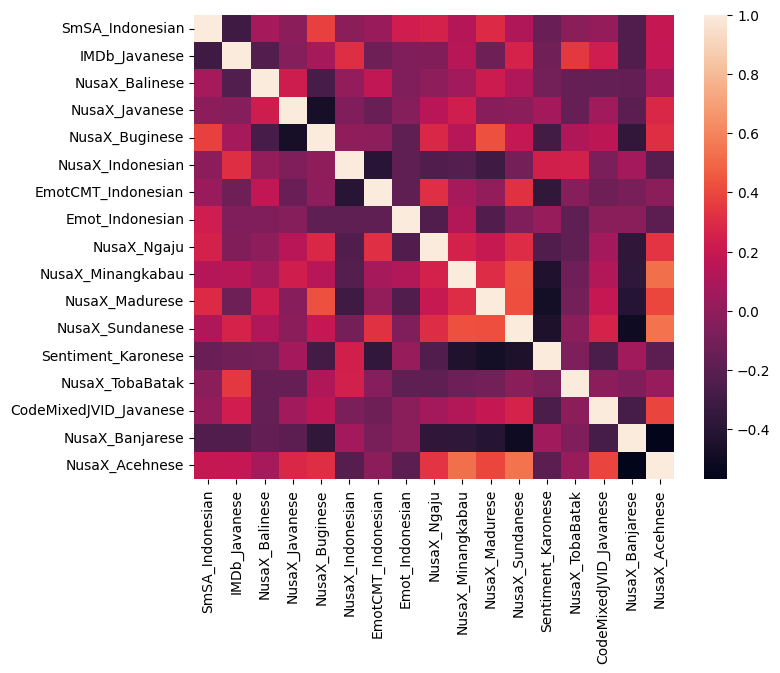 SmSA_Indonesian
IMDb_Javanese
NusaX_Balinese
NusaX_Javanese
NusaX_Buginese
NusaX_Indonesian
EmotCMT_Indonesian
Emot_Indonesian
NusaX_Ngaju
NusaX_Minangkabau
NusaX_Madurese
NusaX_Sundanese
Sentiment_Karonese
NusaX_TobaBatak
CodeMixedJVID_Javanese
NusaX_Banjarese
NusaX_Acehnese
SmSA_Indonesian
IMDb_Javanese
NusaX_Balinese
NusaX_Javanese
NusaX_Buginese
NusaX_Indonesian
EmotCMT_Indonesian
Emot_Indonesian
NusaX_Ngaju
NusaX_Minangkabau
NusaX_Madurese
NusaX_Sundanese
Sentiment_Karonese
NusaX_TobaBatak
CodeMixedJVID_Javanese
NusaX_Banjarese
NusaX_Acehnese
1.0
0.8
0.6
0.4
0.2
0.0
−0.2
−0.4